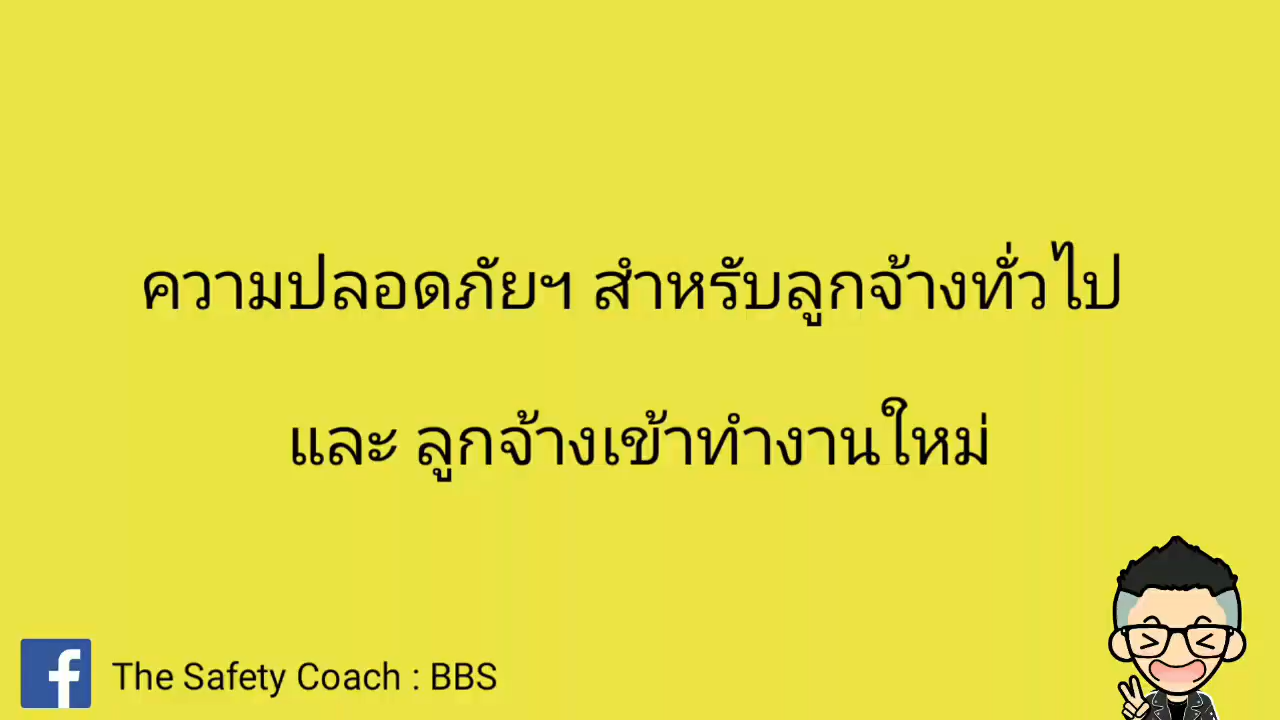 ความปลอดภัยฯ สำหรับลูกจ้างทั่วไป
และ ลูกจ้างเข้าทำงานใหม่
The Safety Coach : BBS